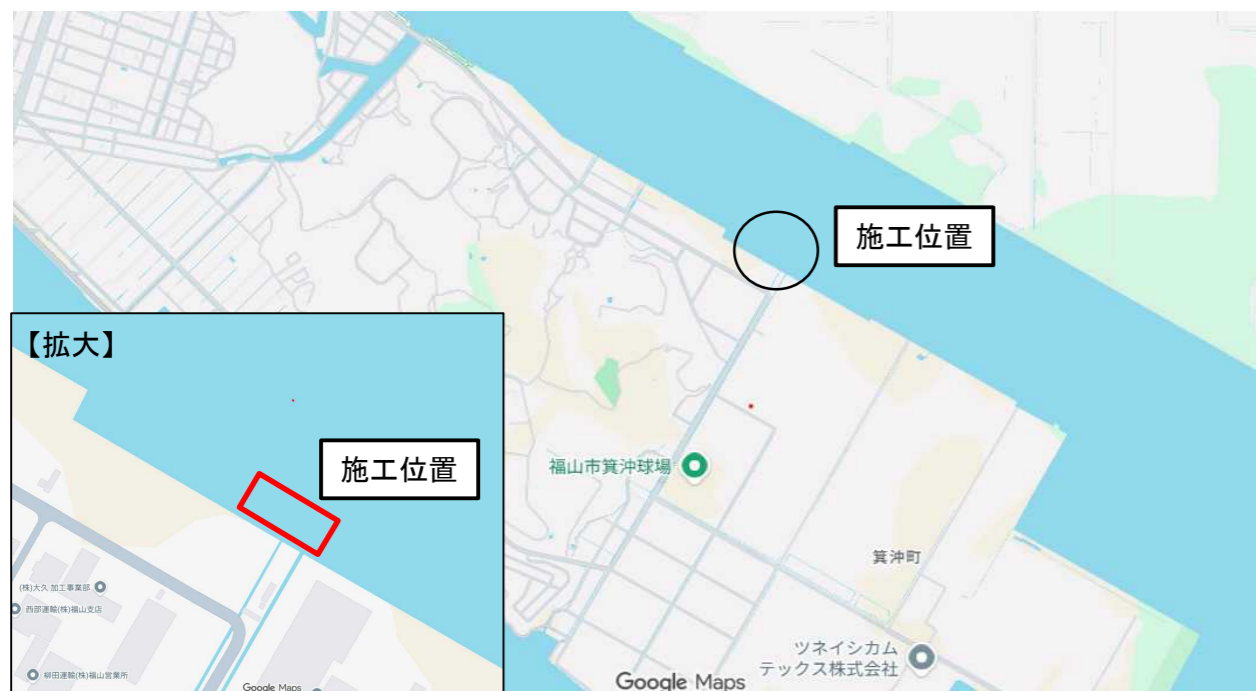 施工位置
【拡大】
施工位置
福山市箕沖球場
箕沖町
(株)大久 加工事業部
西部運輸(株)福山支店
柳田運輸(株)福山営業所
Google Maps
ツネイシカム
テックス株式会社
Google Maps